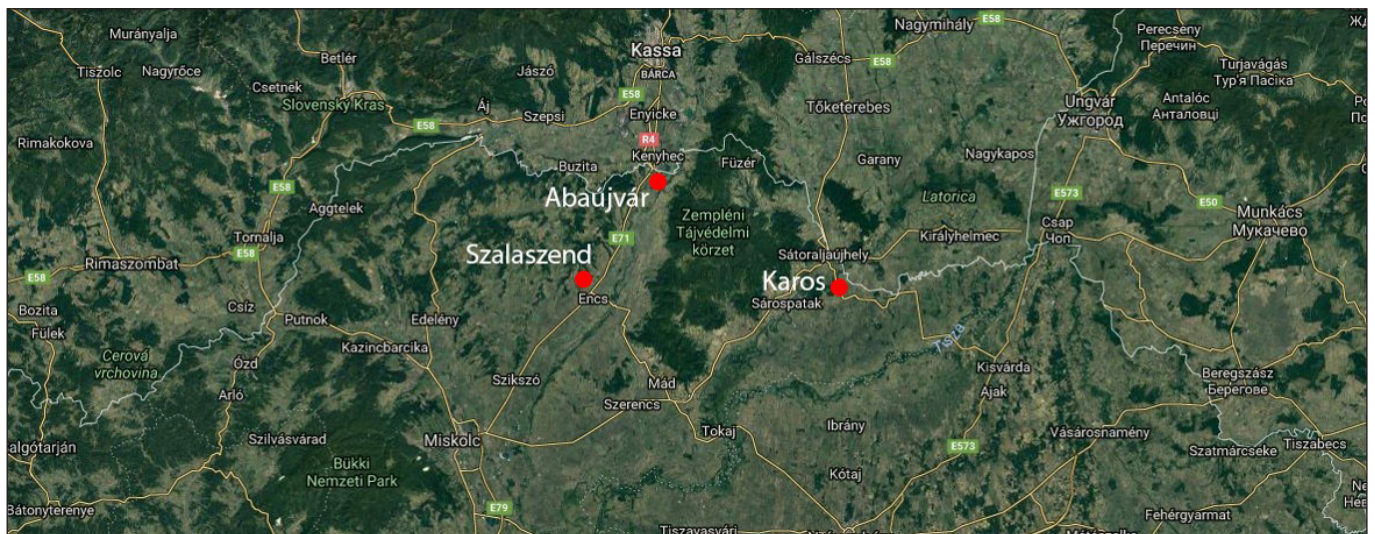 Nagymihály
E58
Perecseny
Перечин
Murányalja
Kassa
BÁRCA
Betlér
Gálszécs
E58
Turjavágás
Тур'я Пасіка
Tiszolc
Nagyrőce
Jászó
Csetnek
Slovenský Kras
Áj
E58
Szepsi
Enyicke
Tőketerebes
Ungvár
Ужгород
Antalóc
Анталовці
E58
Rimakokova
R4
Kenyhec
Buzita
Füzér
Garany
Nagykapos
Abaújvár
E58
Aggtelek
Zempléni
Tájvédelmi
körzet
Latorica
E573
E50
Munkács
Мукачево
Tornalja
E71
Királyhelmec
Csap
Чоп
Szalaszend
Sátoraljaújhely
E58
Rimaszombat
E58
Karos
Encs
Sárospatak
Bozita
Csíz
Putnok
Edelény
Fülek
Tisza
Kazincbarcika
Cerová
vrchovina
Ózd
Szikszó
Mád
Kisvárda
Beregszász
Берегове
Arló
Ajak
Szerencs
Tokaj
Ibrány
Vásárosnamény
algótarján
Szilvásvárad
Miskolc
E573
Szatmárcseke
Tiszabecs
Bükki
Nemzeti Park
Kótaj
Bátonyterenye
E79
Fehérgyarmat
Tiszavasvári